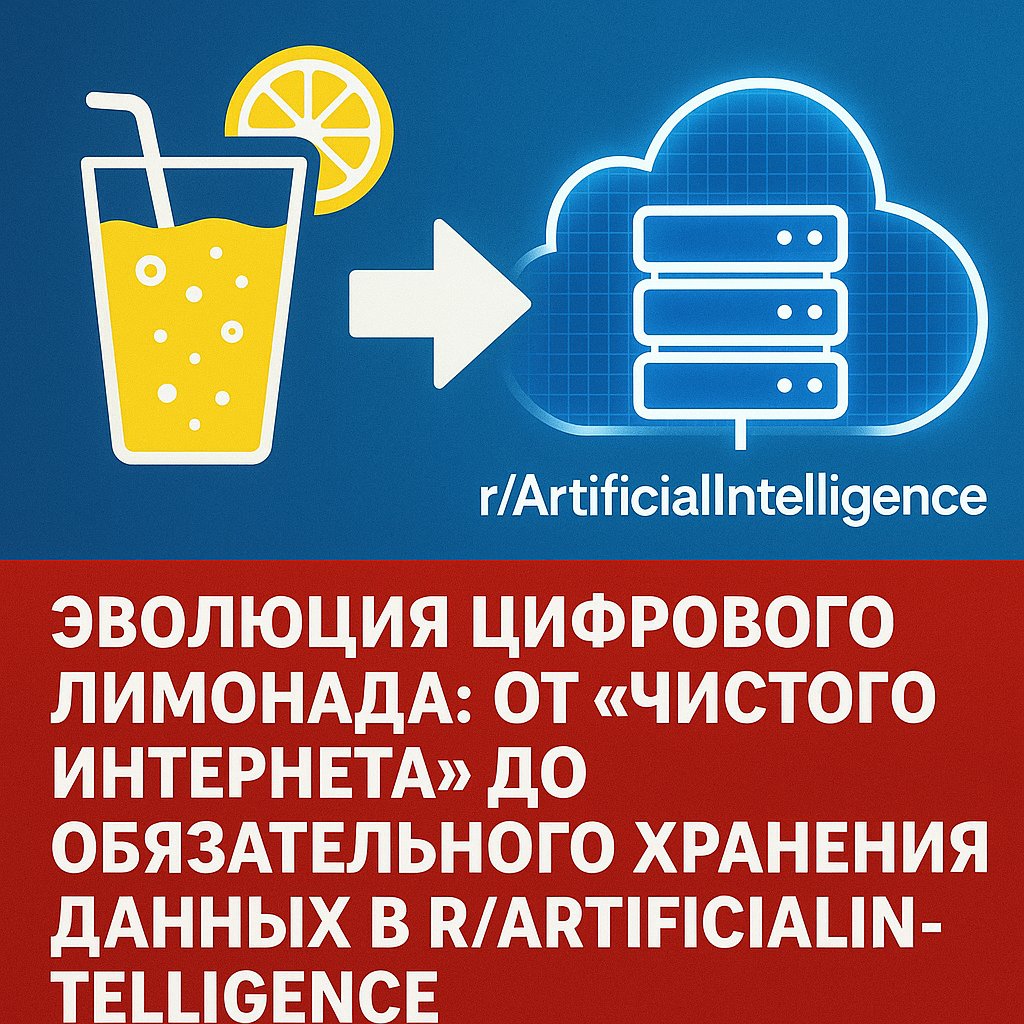 r/ArtificialIntelligence
ЭВОЛЮЦИЯ ЦИФРОВОГО
ЛИМОНАДА: ОТ «ЧИСТОГО
ИНТЕРНЕТА» ДО
ОБЯЗАТЕЛЬНОГО ХРАНЕНИЯ
ДАННЫХ В R/ARTIFICIALIN-
TELLIGENCE